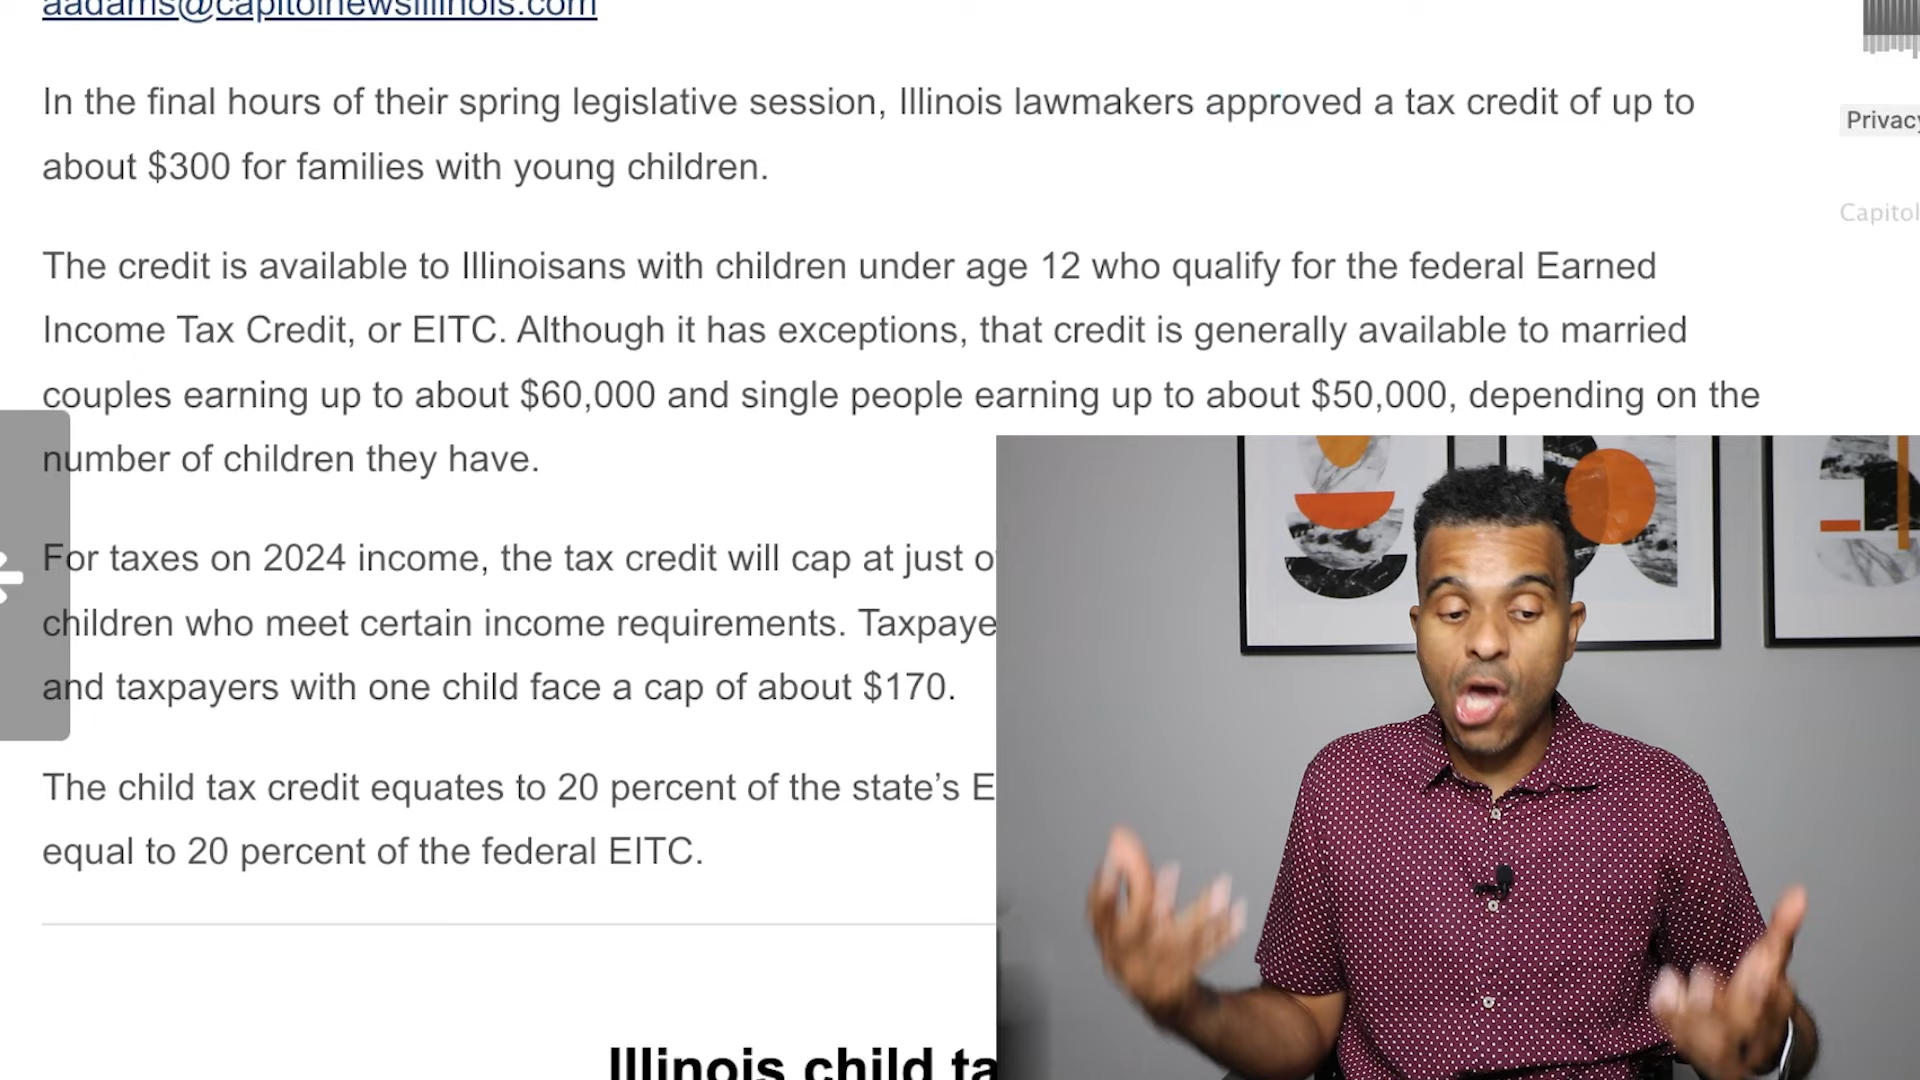 aadams@capitolnewsillinois.com
In the final hours of their spring legislative session, Illinois lawmakers approved a tax credit of up to
about $300 for families with young children.
Privacy
Capitol
The credit is available to Illinoisans with children under age 12 who qualify for the federal Earned
Income Tax Credit, or EITC. Although it has exceptions, that credit is generally available to married
couples earning up to about $60,000 and single people earning up to about $50,000, depending on the
number of children they have.
For taxes on 2024 income, the tax credit will cap at just
children who meet certain income requirements.
and taxpayers with one child face a cap of about $170.
The child tax credit equates to 20 percent of the state’s
equal to 20 percent of the federal EITC.
Illinois child